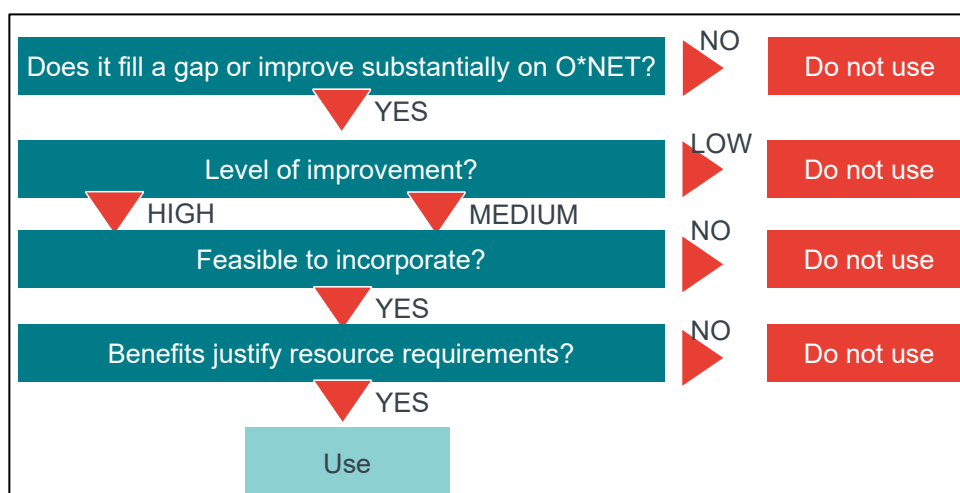 Does it fill a gap or improve substantially on O*NET?
NO
Do not use
YES
Level of improvement?
LOW
Do not use
HIGH
MEDIUM
Feasible to incorporate?
NO
Do not use
YES
Benefits justify resource requirements?
NO
Do not use
YES
Use